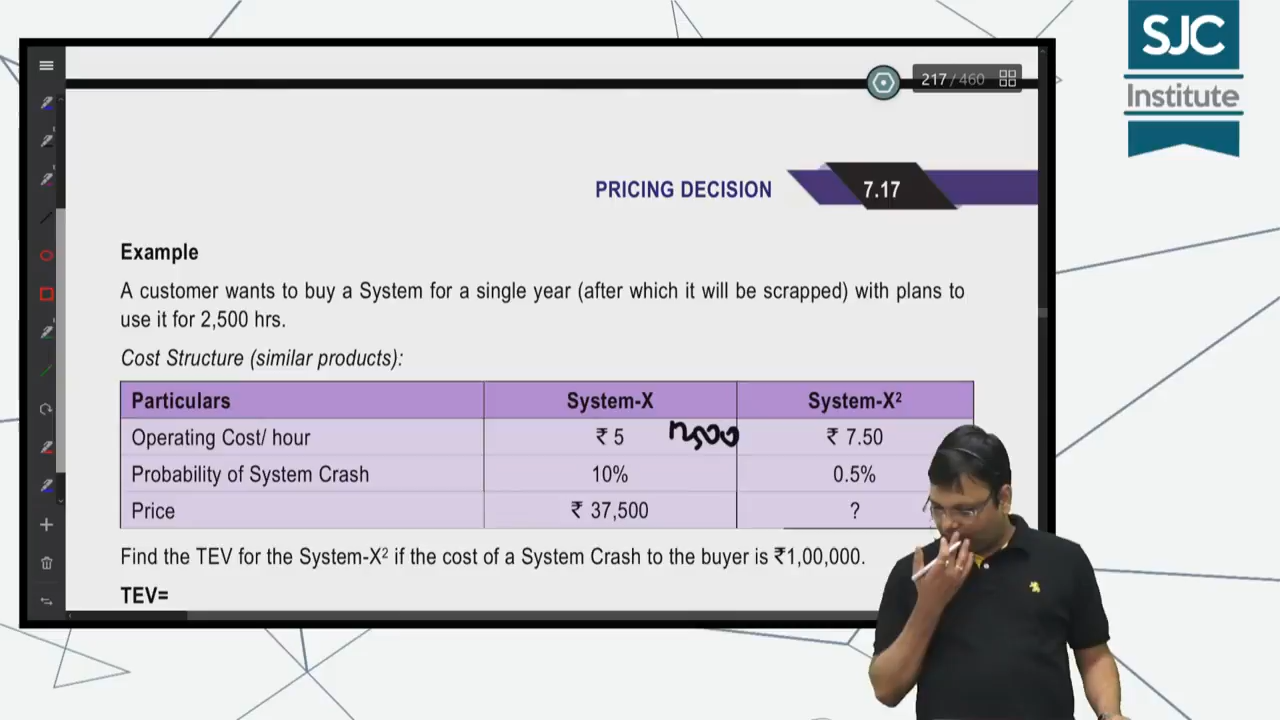 SJC
Institute
217 / 460
PRICING DECISION 7.17
Example
A customer wants to buy a System for a single year (after which it will be scrapped) with plans to
use it for 2,500 hrs.
Cost Structure (similar products):
Particulars System-X System-X²
Operating Cost/ hour ₹ 5 12,500 ₹ 7.50
Probability of System Crash 10% 0.5%
Price ₹ 37,500 ?
Find the TEV for the System-X² if the cost of a System Crash to the buyer is ₹1,00,000.
TEV=